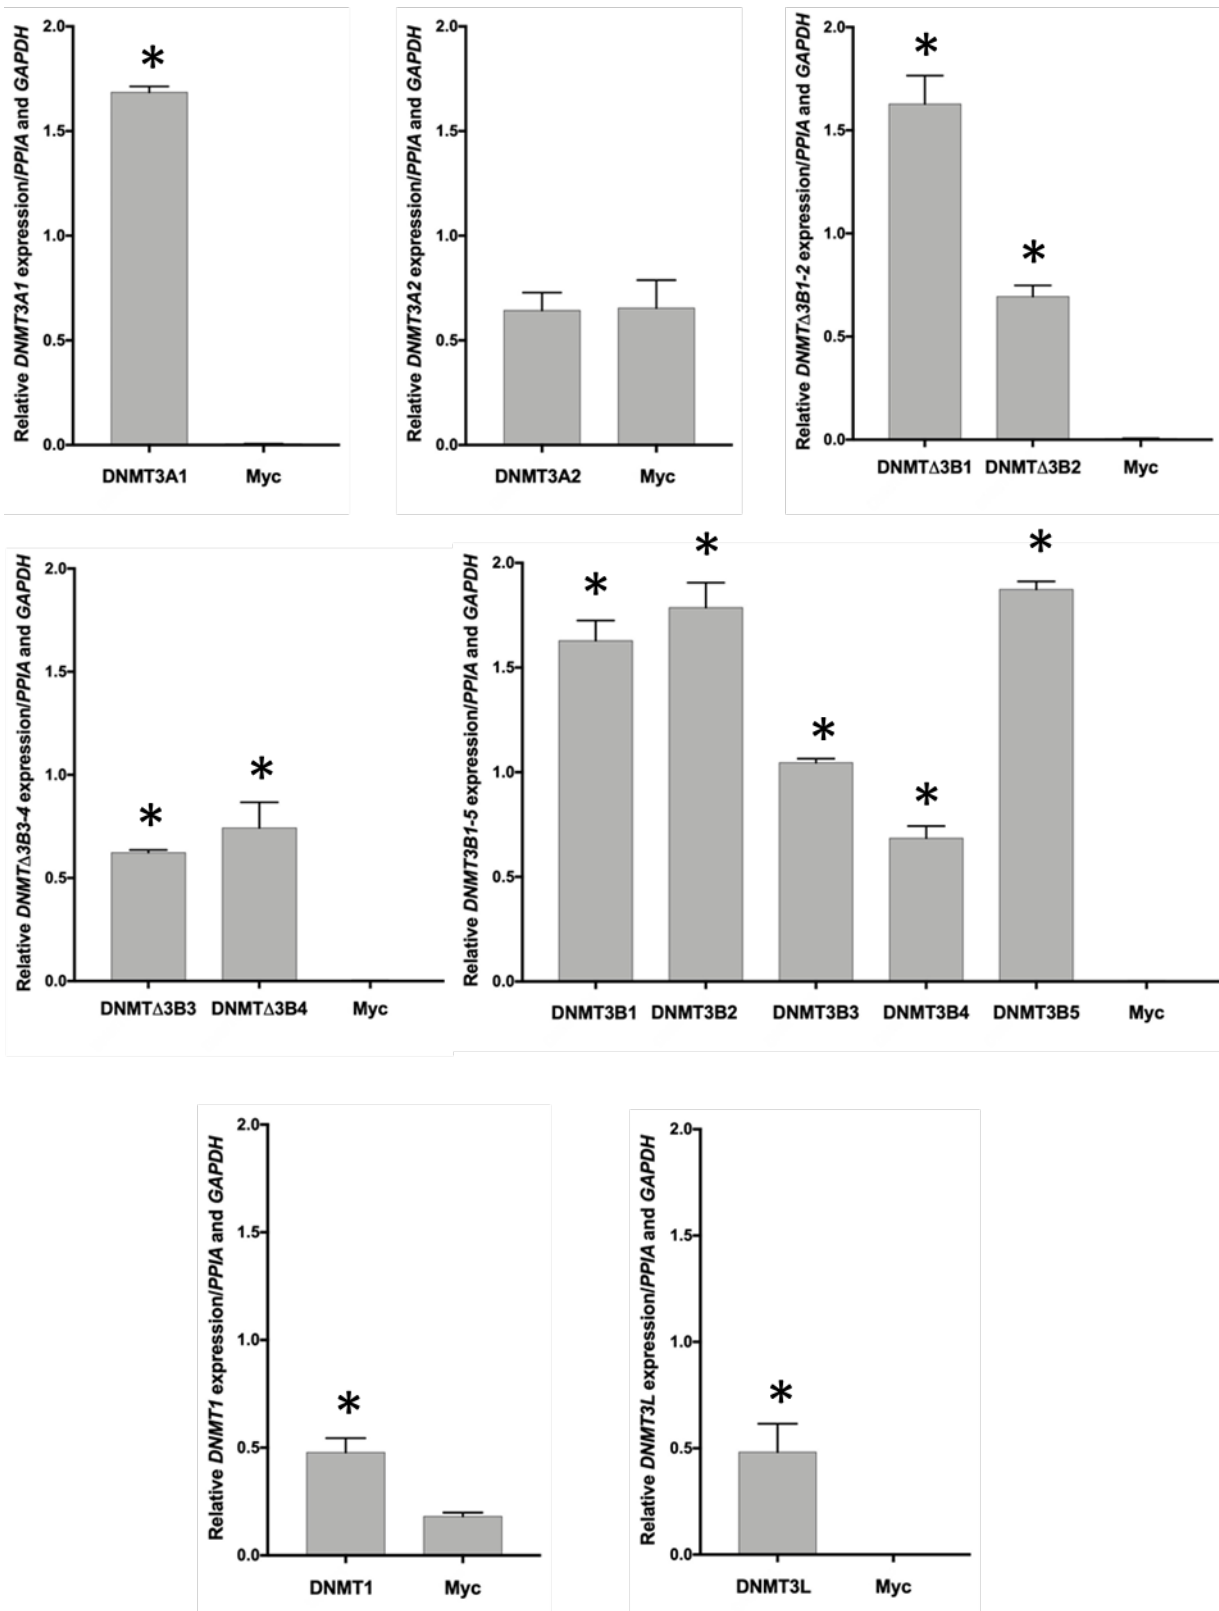 Relative DNMT3A1 expression/PPIA and GAPDH
2.0
*
1.5
1.0
0.5
0.0
DNMT3A1 Myc
Relative DNMT3A2 expression/PPIA and GAPDH
2.0
1.5
1.0
0.5
0.0
DNMT3A2 Myc
Relative DNMTΔ3B1-2 expression/PPIA and GAPDH
2.0
*
1.5
1.0
*
0.5
0.0
DNMTΔ3B1 DNMTΔ3B2 Myc
Relative DNMTΔ3B3-4 expression/PPIA and GAPDH
2.0
1.5
1.0
* *
0.5
0.0
DNMTΔ3B3 DNMTΔ3B4 Myc
Relative DNMT3B1-5 expression/PPIA and GAPDH
2.0
* * * * *
1.5
1.0
0.5
0.0
DNMT3B1 DNMT3B2 DNMT3B3 DNMT3B4 DNMT3B5 Myc
Relative DNMT1 expression/PPIA and GAPDH
2.0
1.5
1.0
*
0.5
0.0
DNMT1 Myc
Relative DNMT3L expression/PPIA and GAPDH
2.0
1.5
1.0
*
0.5
0.0
DNMT3L Myc